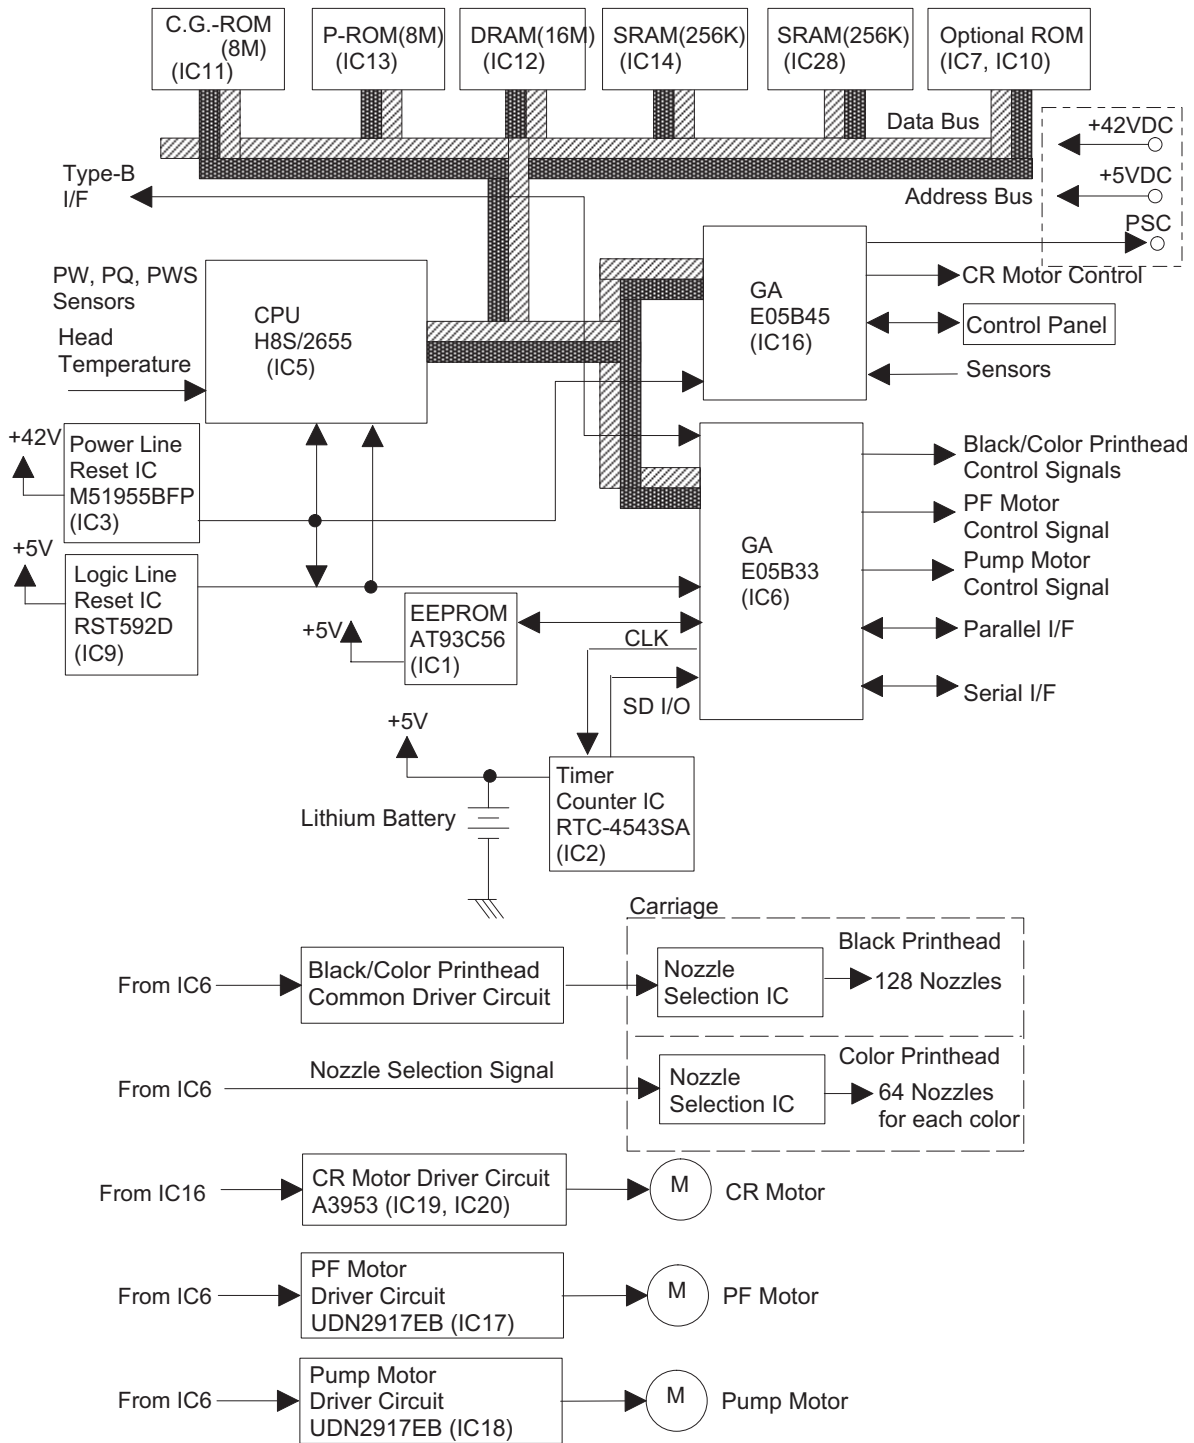 C.G.-ROM
(8M)
(IC11)
P-ROM(8M)
(IC13)
DRAM(16M)
(IC12)
SRAM(256K)
(IC14)
SRAM(256K)
(IC28)
Optional ROM
(IC7, IC10)
Data Bus
+42VDC
Type-B
I/F
Address Bus
+5VDC
PSC
PW, PQ, PWS
Sensors
Head
Temperature
CPU
H8S/2655
(IC5)
GA
E05B45
(IC16)
CR Motor Control
Control Panel
Sensors
+42V
Power Line
Reset IC
M51955BFP
(IC3)
+5V
Logic Line
Reset IC
RST592D
(IC9)
GA
E05B33
(IC6)
Black/Color Printhead
Control Signals
PF Motor
Control Signal
Pump Motor
Control Signal
Parallel I/F
Serial I/F
+5V
EEPROM
AT93C56
(IC1)
CLK
SD I/O
+5V
Timer
Counter IC
RTC-4543SA
(IC2)
Lithium Battery
Carriage
From IC6
Black/Color Printhead
Common Driver Circuit
Nozzle
Selection IC
Black Printhead
128 Nozzles
From IC6
Nozzle Selection Signal
Nozzle
Selection IC
Color Printhead
64 Nozzles
for each color
From IC16
CR Motor Driver Circuit
A3953 (IC19, IC20)
M
CR Motor
From IC6
PF Motor
Driver Circuit
UDN2917EB (IC17)
M
PF Motor
From IC6
Pump Motor
Driver Circuit
UDN2917EB (IC18)
M
Pump Motor